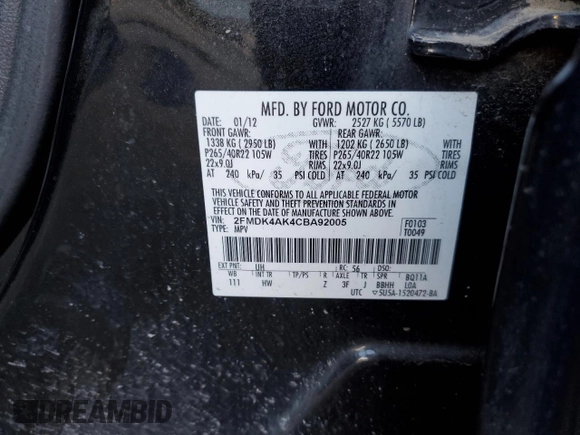 MFD. BY FORD MOTOR CO.
DATE: 01/12 GVWR: 2527 KG ( 5570 LB)
FRONT GAWR: REAR GAWR:
1338 KG ( 2950 LB) WITH 1202 KG ( 2650 LB) WITH
P265/40R22 105W TIRES P265/40R22 105W TIRES
22x9.0J RIMS 22x9.0J RIMS
AT 240 kPa/ 35 PSI COLD AT 240 kPa/ 35 PSI COLD
THIS VEHICLE CONFORMS TO ALL APPLICABLE FEDERAL MOTOR
VEHICLE SAFETY AND THEFT PREVENTION STANDARDS IN
EFFECT ON THE DATE OF MANUFACTURE SHOWN ABOVE.
VIN: 2FMDK4AK4CBA92005 F0103
TYPE: MPV T0049
EXT PNT: UH RC: 56 DSO:
WB INT TR TP/PS R AXLE TR SPR BQ11A
111 HW Z 3F J BBHH LOA
UTC 5U5A-1520472-BA
DREAMBID